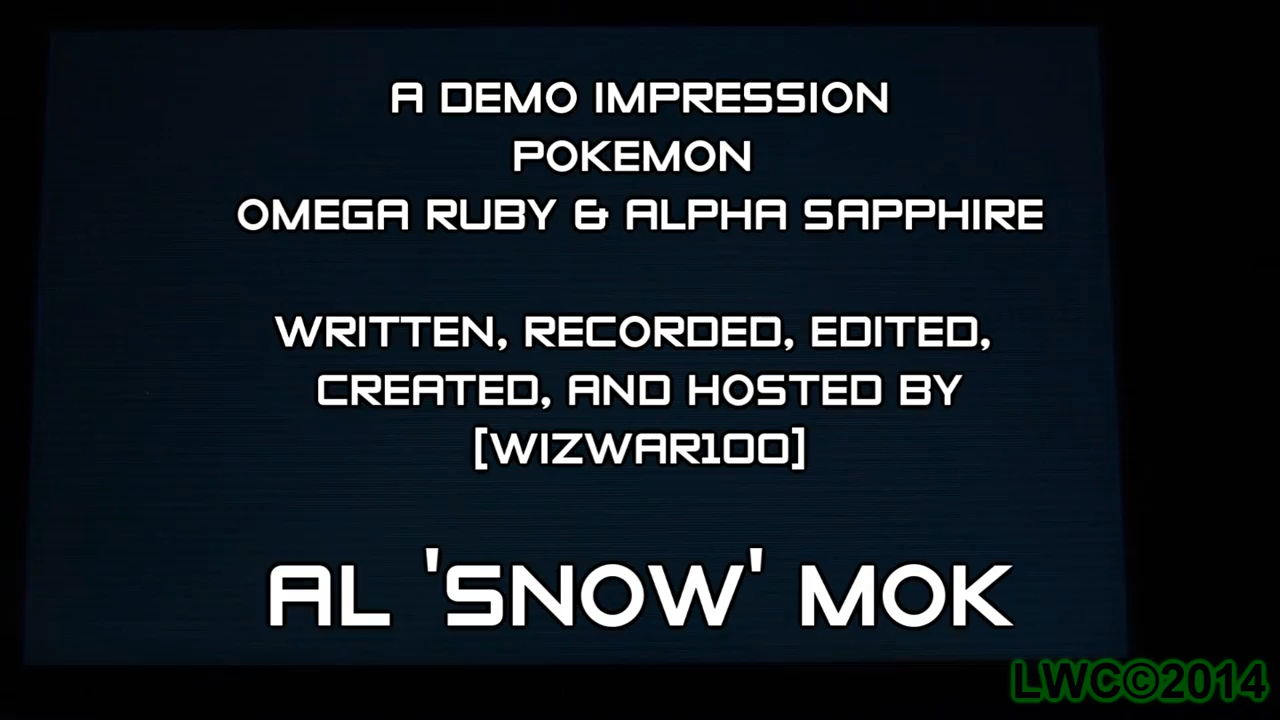 A DEMO IMPRESSION
POKEMON
OMEGA RUBY & ALPHA SAPPHIRE
WRITTEN, RECORDED, EDITED,
CREATED, AND HOSTED BY
[WIZWAR100]
AL 'SNOW' MOK
LWC©2014